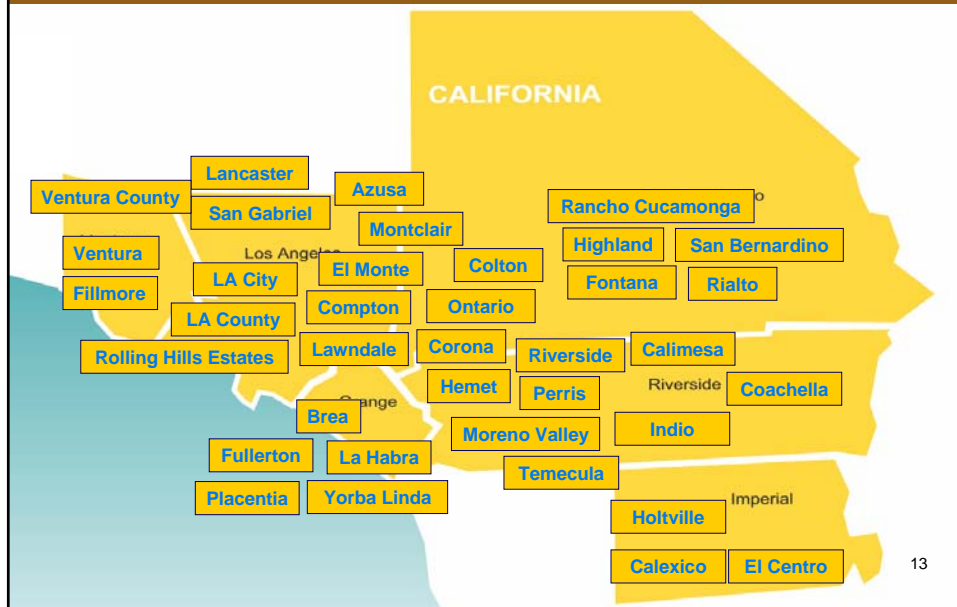 CALIFORNIA
Lancaster
Azusa
Ventura County
San Gabriel
Rancho Cucamonga
o
Montclair
Ventura
Los Angeles
Highland
San Bernardino
El Monte
Colton
LA City
Fontana
Rialto
Fillmore
Compton
Ontario
LA County
Rolling Hills Estates
Lawndale
Corona
Riverside
Calimesa
Hemet
Perris
Riverside
Coachella
Orange
Brea
Moreno Valley
Indio
Fullerton
La Habra
Temecula
Placentia
Yorba Linda
Imperial
Holtville
Calexico
El Centro
13